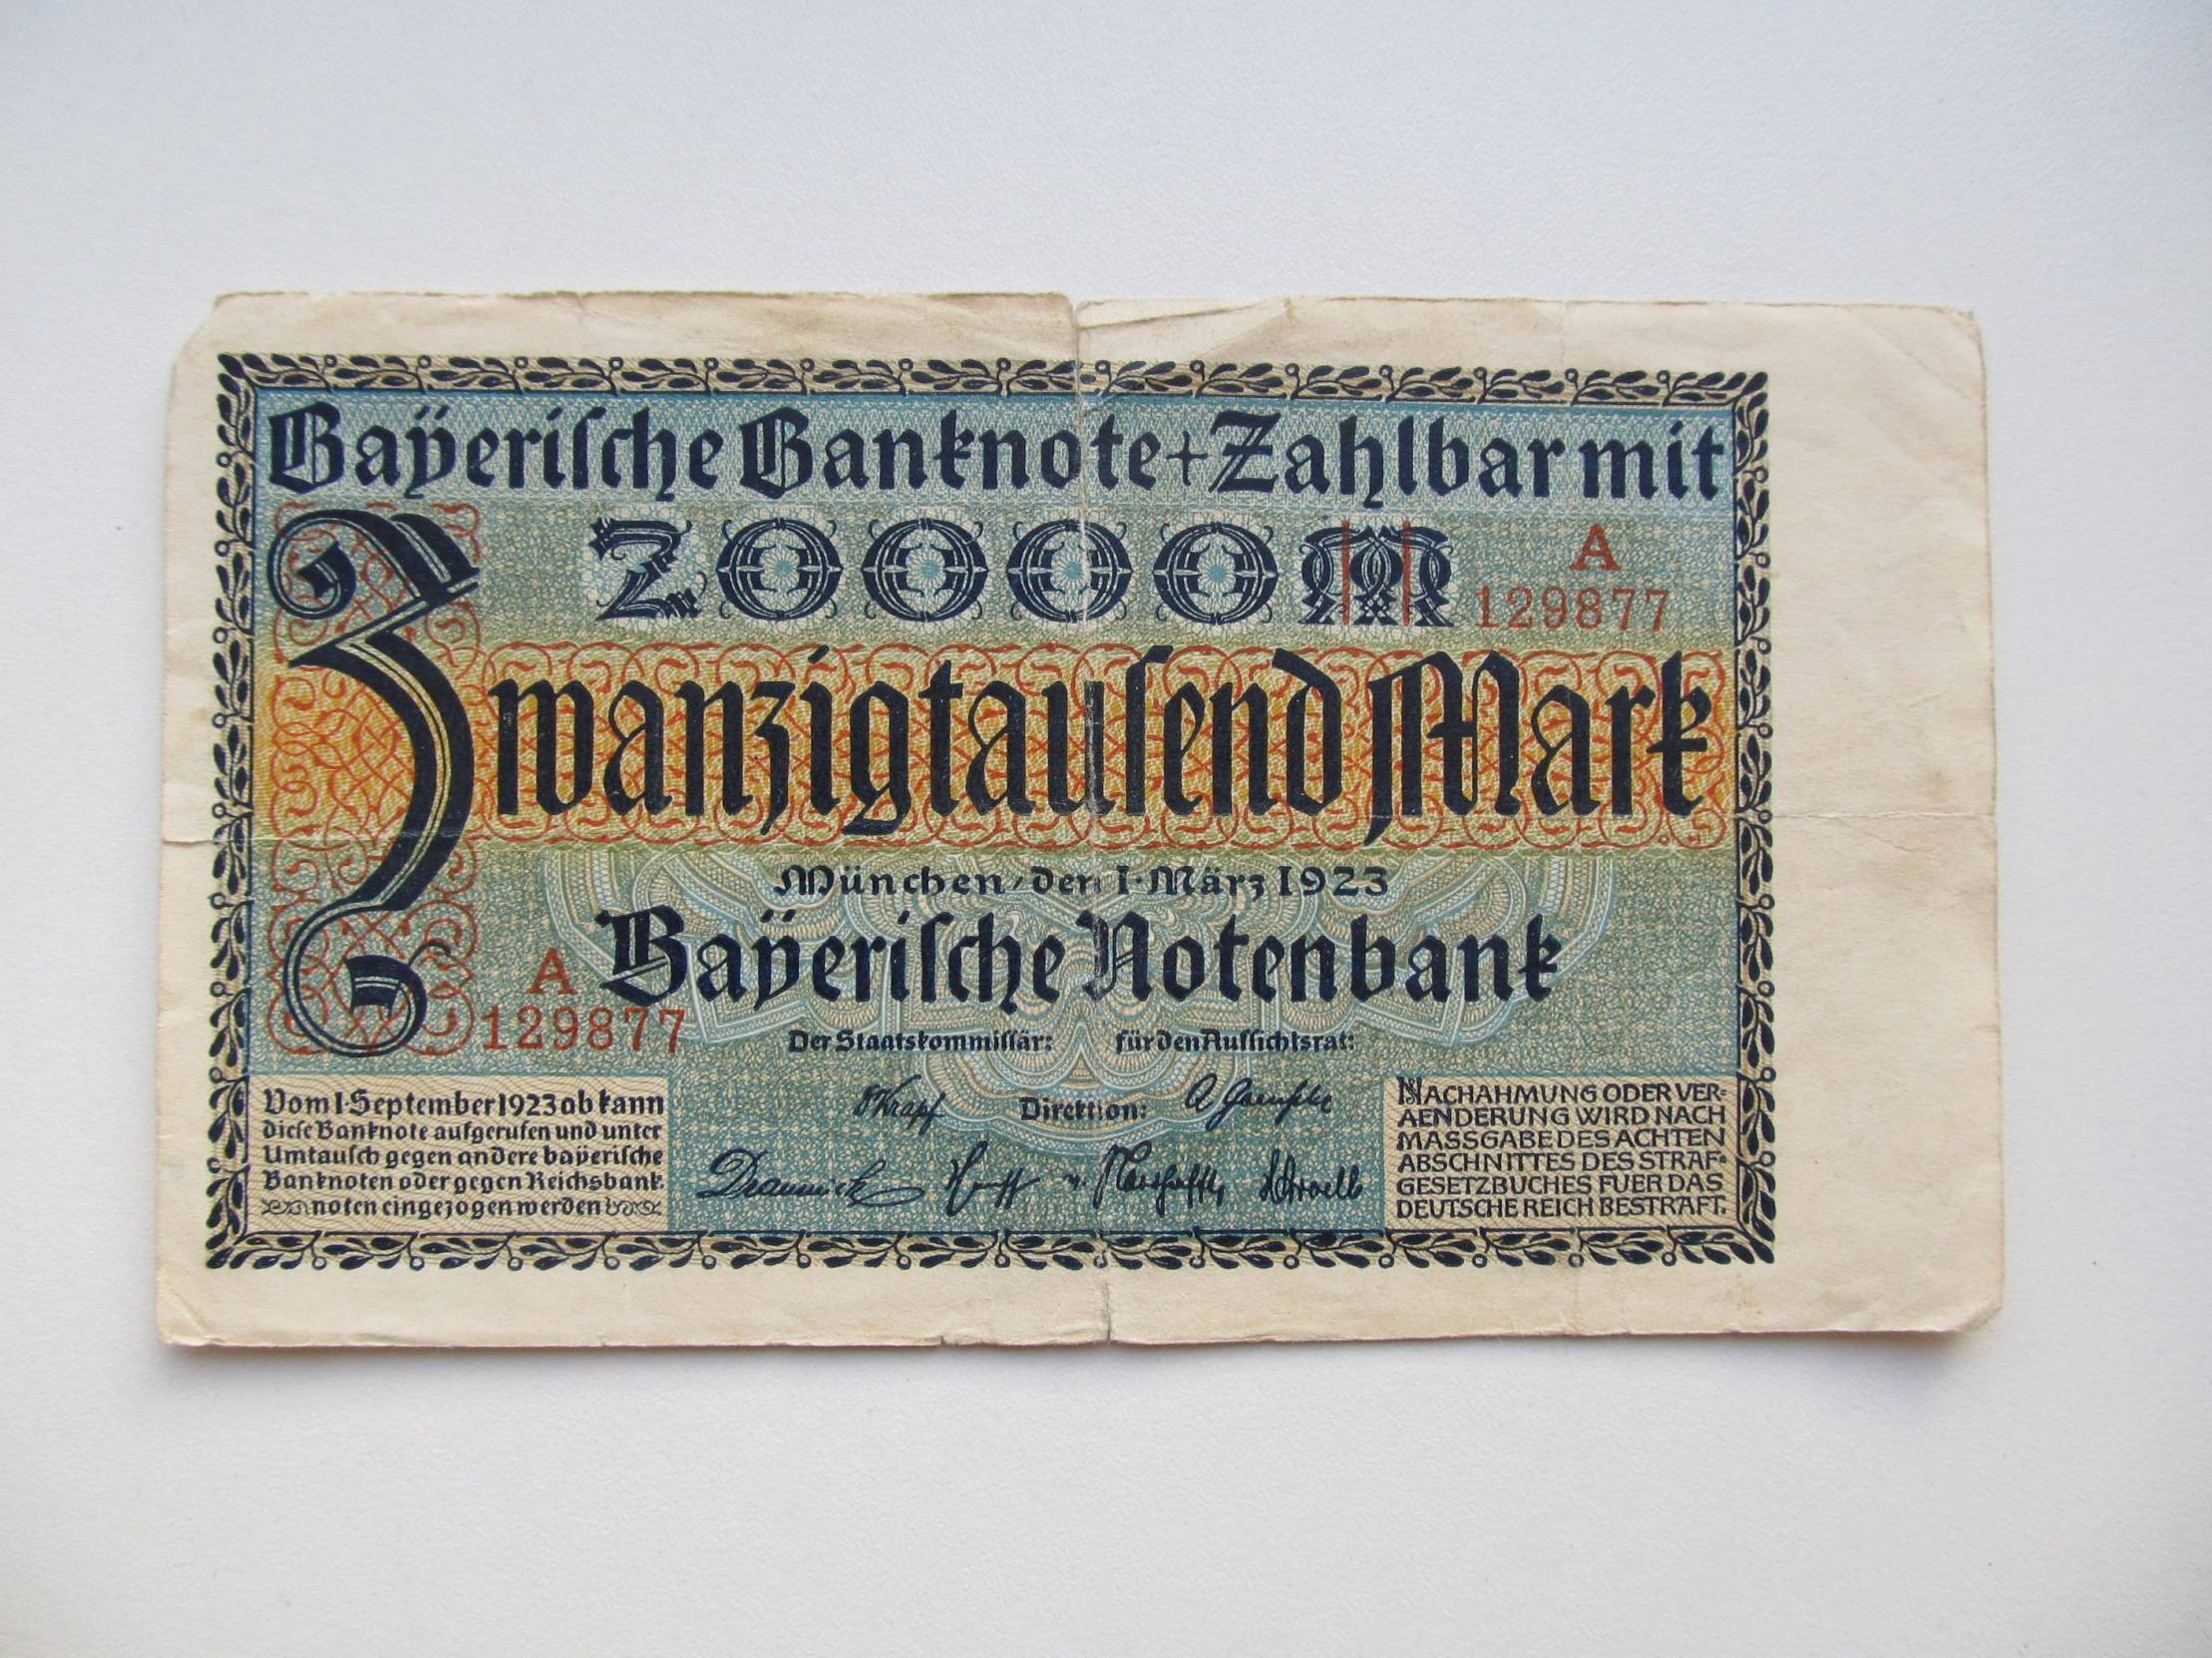 Bayerische Banknote + Zahlbar mit
20000 M
A
129877
Zwanzigtausend Mark
München, den 1. März 1923
Bayerische Notenbank
A
129877
Der Staatskommissär: für den Aufsichtsrat:
Direktion:
Vom 1. September 1923 ab kann
diese Banknote aufgerufen und unter
Umtausch gegen andere bayerische
Banknoten oder gegen Reichsbank-
noten eingezogen werden
NACHAHMUNG ODER VER-
AENDERUNG WIRD NACH
MASSGABE DES ACHTEN
ABSCHNITTES DES STRAF-
GESETZBUCHES FUER DAS
DEUTSCHE REICH BESTRAFT.